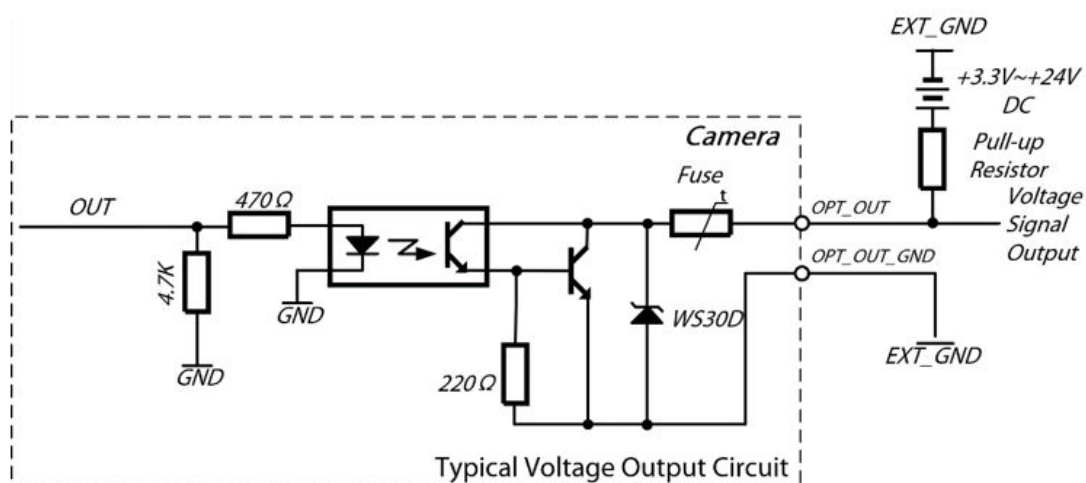 EXT_GND
+3.3V~+24V
DC
Camera
Pull-up
Resistor
Fuse
t
Voltage
Signal
Output
OUT
470Ω
OPT_OUT
OPT_OUT_GND
4.7K
GND
WS30D
EXT_GND
GND
220Ω
Typical Voltage Output Circuit